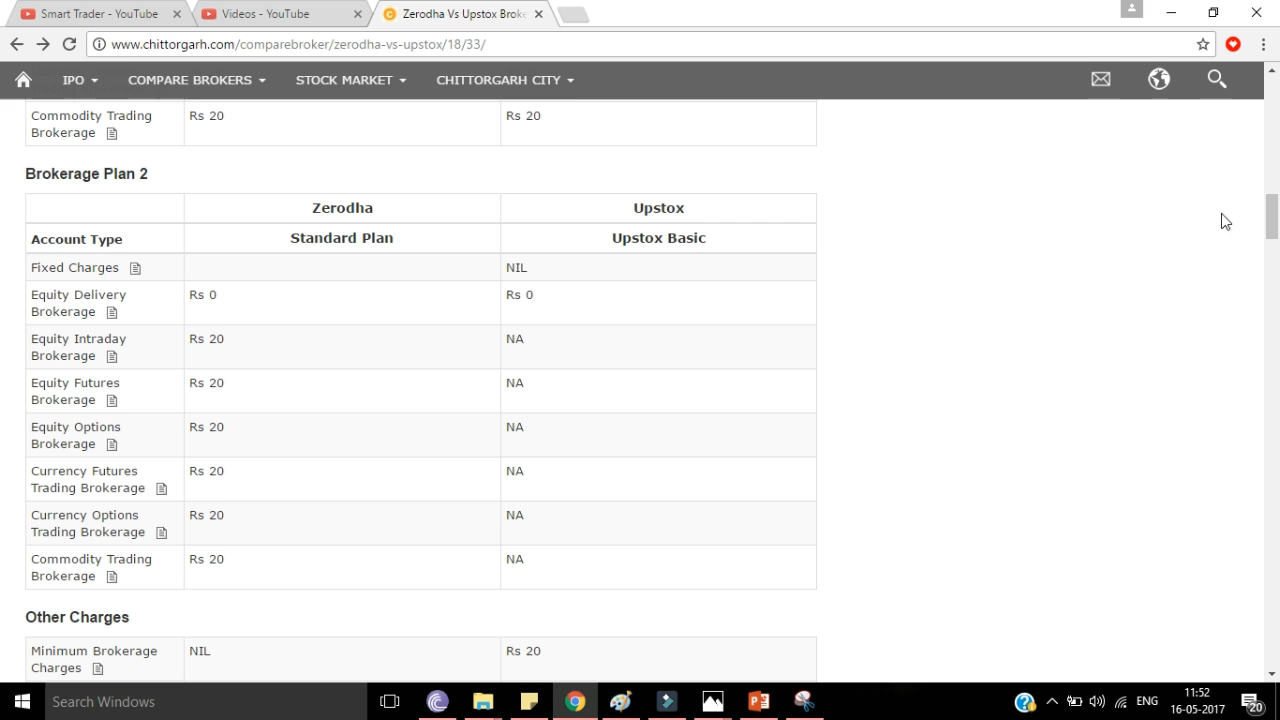 Smart Trader - YouTube
Videos - YouTube
Zerodha Vs Upstox Broke
www.chittorgarh.com/comparebroker/zerodha-vs-upstox/18/33/
IPO COMPARE BROKERS STOCK MARKET CHITTORGARH CITY
Commodity Trading Rs 20 Rs 20
Brokerage
Brokerage Plan 2
Zerodha Upstox
Account Type Standard Plan Upstox Basic
Fixed Charges NIL
Equity Delivery Rs 0 Rs 0
Brokerage
Equity Intraday Rs 20 NA
Brokerage
Equity Futures Rs 20 NA
Brokerage
Equity Options Rs 20 NA
Brokerage
Currency Futures Rs 20 NA
Trading Brokerage
Currency Options Rs 20 NA
Trading Brokerage
Commodity Trading Rs 20 NA
Brokerage
Other Charges
Minimum Brokerage NIL Rs 20
Charges
Search Windows
ENG
11:52
16-05-2017
20